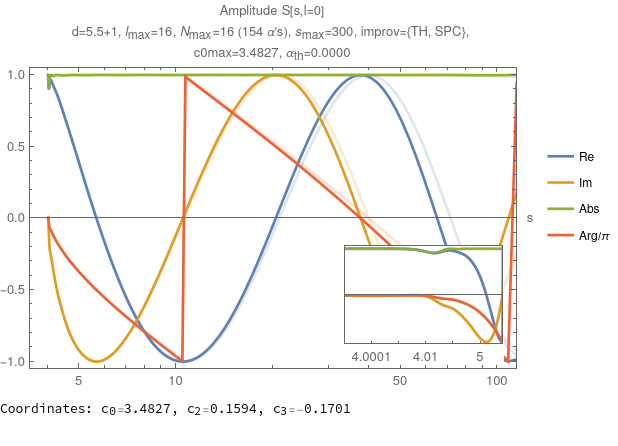 Amplitude S[s,l=0]
d=5.5+1, lmax=16, Nmax=16 (154 α's), smax=300, improv={TH, SPC},
c0max=3.4827, αth=0.0000
1.0
0.5
0.0
−0.5
−1.0
s
Re
Im
Abs
Arg/π
4.0001 4.01 5
5 10 50 100
Coordinates: c0=3.4827, c2=0.1594, c3=-0.1701